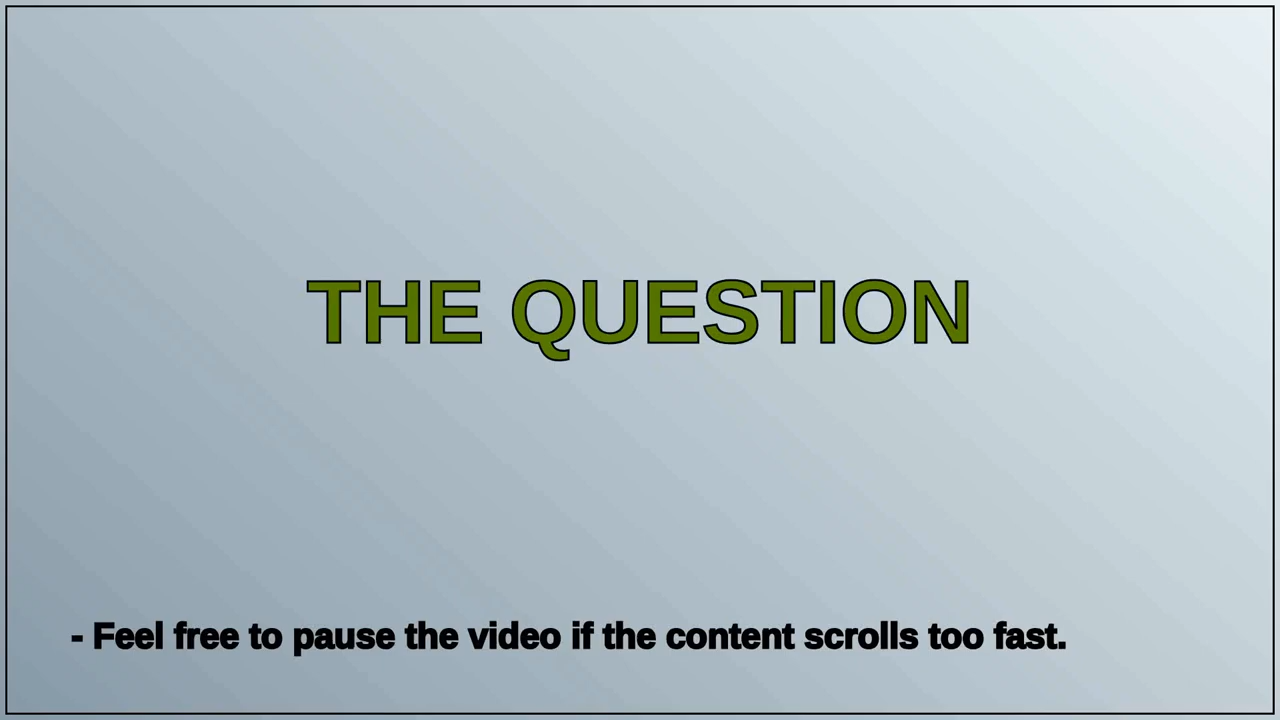 THE QUESTION
- Feel free to pause the video if the content scrolls too fast.